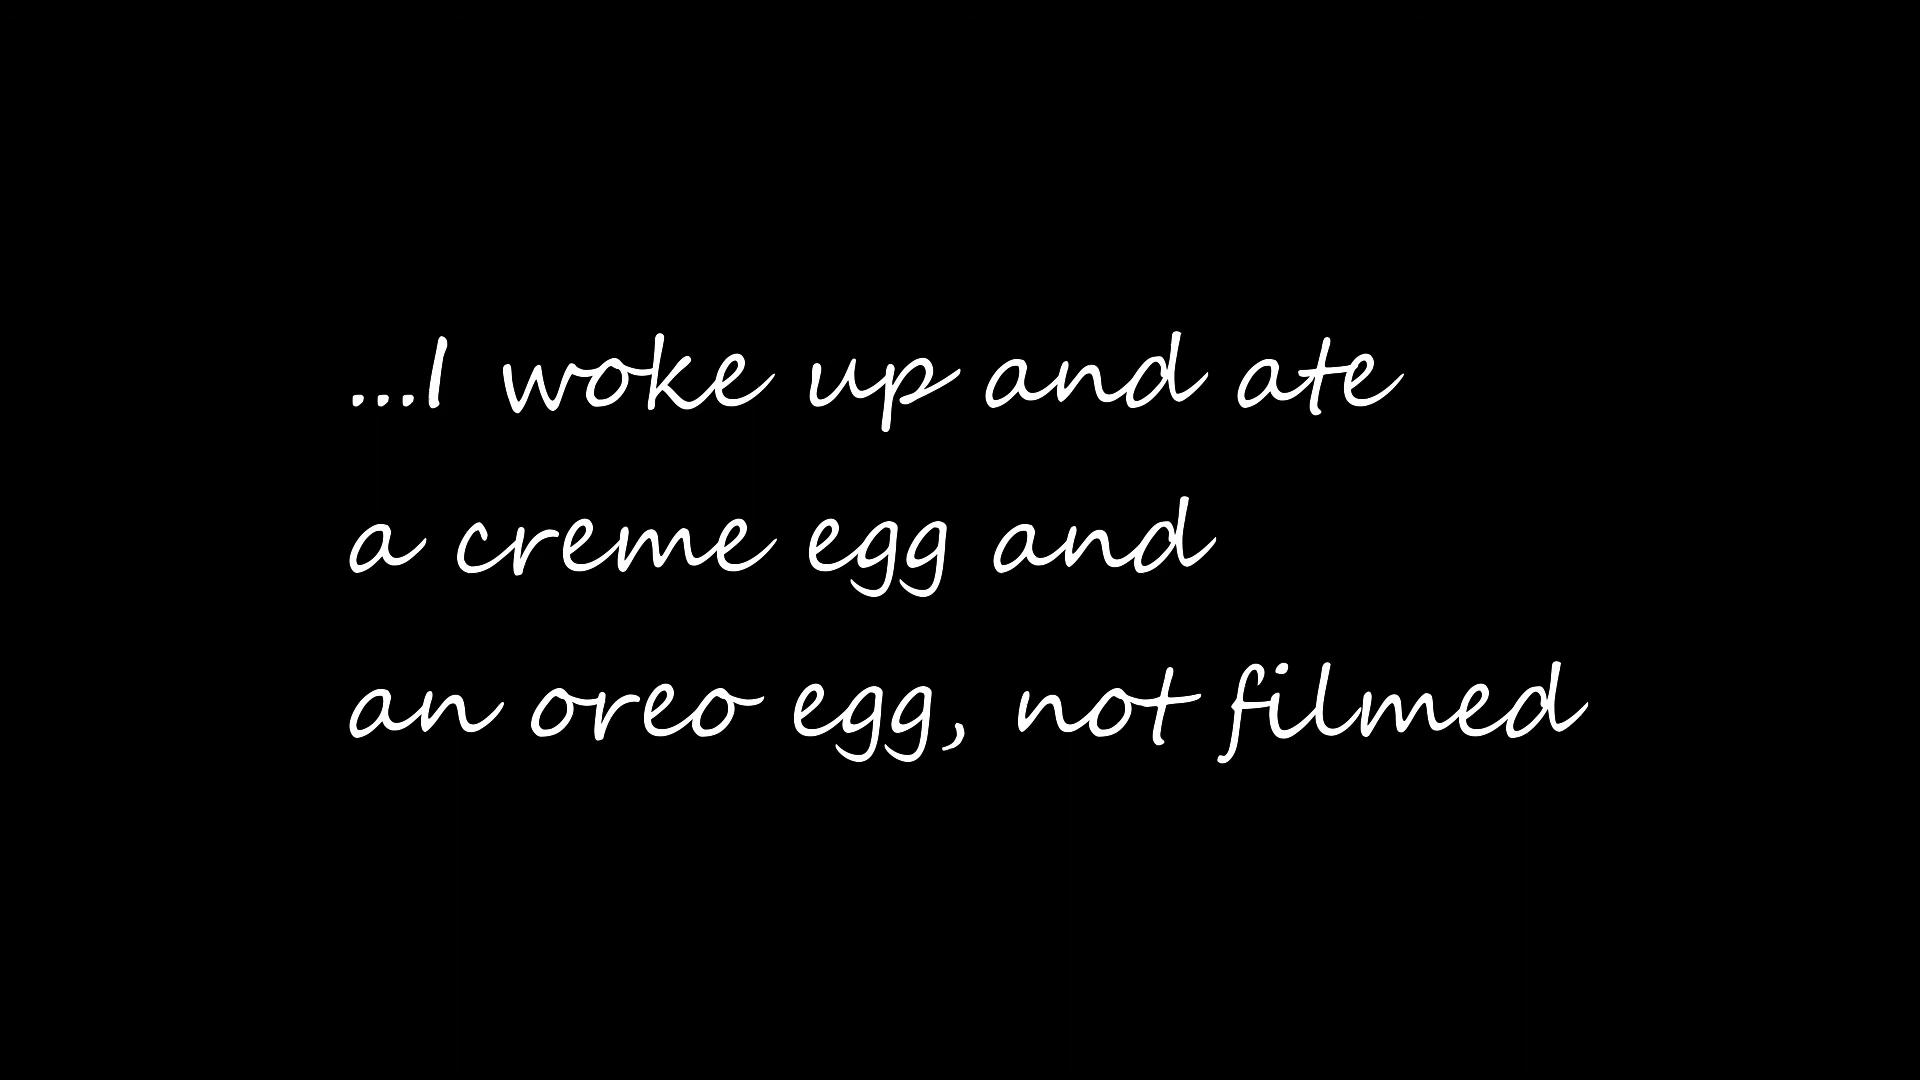 ...I woke up and ate
a creme egg and
an oreo egg, not filmed